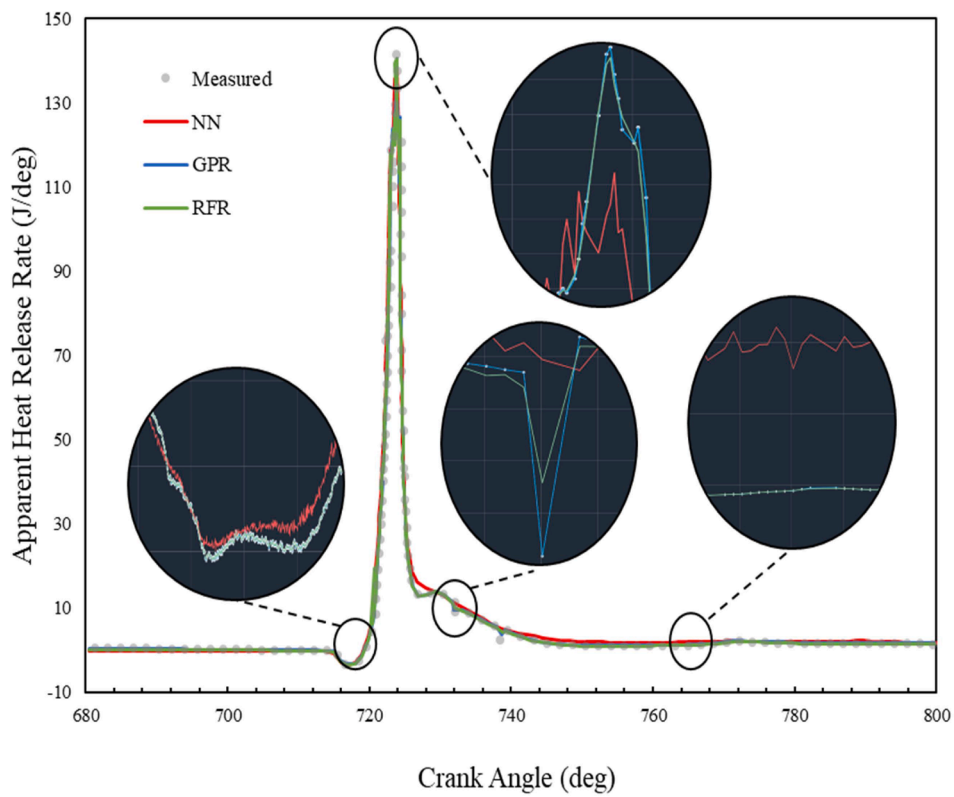 150
130
110
90
70
50
30
10
-10
Apparent Heat Release Rate (J/deg)
Measured
NN
GPR
RFR
680 700 720 740 760 780 800
Crank Angle (deg)